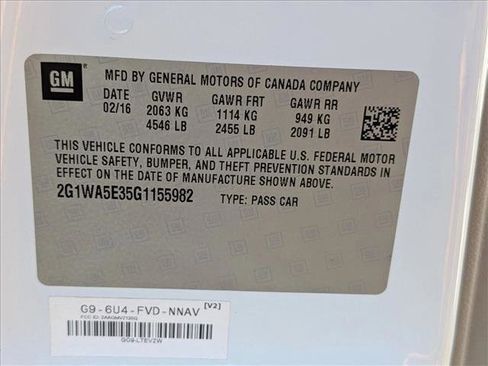 GM ® MFD BY GENERAL MOTORS OF CANADA COMPANY
DATE GVWR GAWR FRT GAWR RR
02/16 2063 KG 1114 KG 949 KG
4546 LB 2455 LB 2091 LB
THIS VEHICLE CONFORMS TO ALL APPLICABLE U.S. FEDERAL MOTOR
VEHICLE SAFETY, BUMPER, AND THEFT PREVENTION STANDARDS IN
EFFECT ON THE DATE OF MANUFACTURE SHOWN ABOVE.
2G1WA5E35G1155982 TYPE: PASS CAR
G9-6U4-FVD-NNAV [V2]
FCC ID: